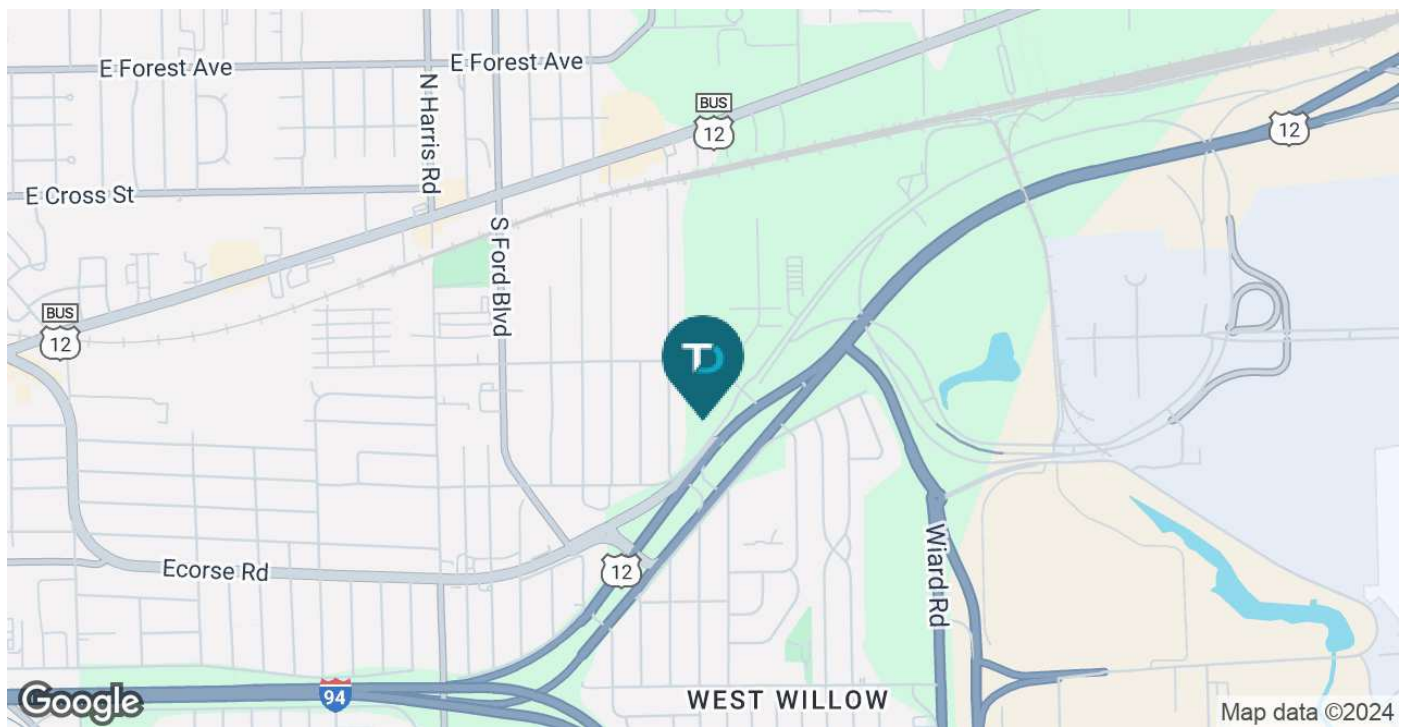 E Forest Ave
E Forest Ave
N Harris Rd
BUS
12
12
E Cross St
S Ford Blvd
BUS
12
TD
Ecorse Rd
12
Wiard Rd
94
WEST WILLOW
Google
Map data ©2024